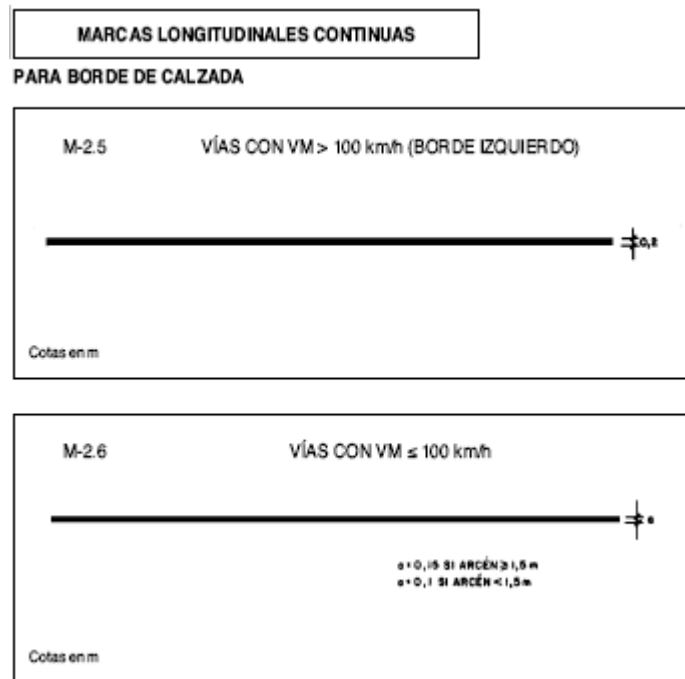 MARCAS LONGITUDINALES CONTINUAS
PARA BORDE DE CALZADA
M-2.5 VÍAS CON VM > 100 km/h (BORDE IZQUIERDO)
0,2
Cotas en m
M-2.6 VÍAS CON VM ≤ 100 km/h
a
a=0,15 SI ARCÉN ≥ 1,5 m
a=0,1 SI ARCÉN < 1,5 m
Cotas en m